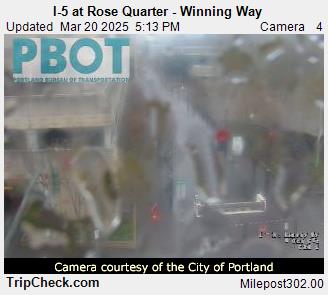 I-5 at Rose Quarter - Winning Way
Updated Mar 20 2025 5:13 PM Camera 4
PBOT
PORTLAND BUREAU OF TRANSPORTATION
Camera courtesy of the City of Portland
TripCheck.com Milepost302.00